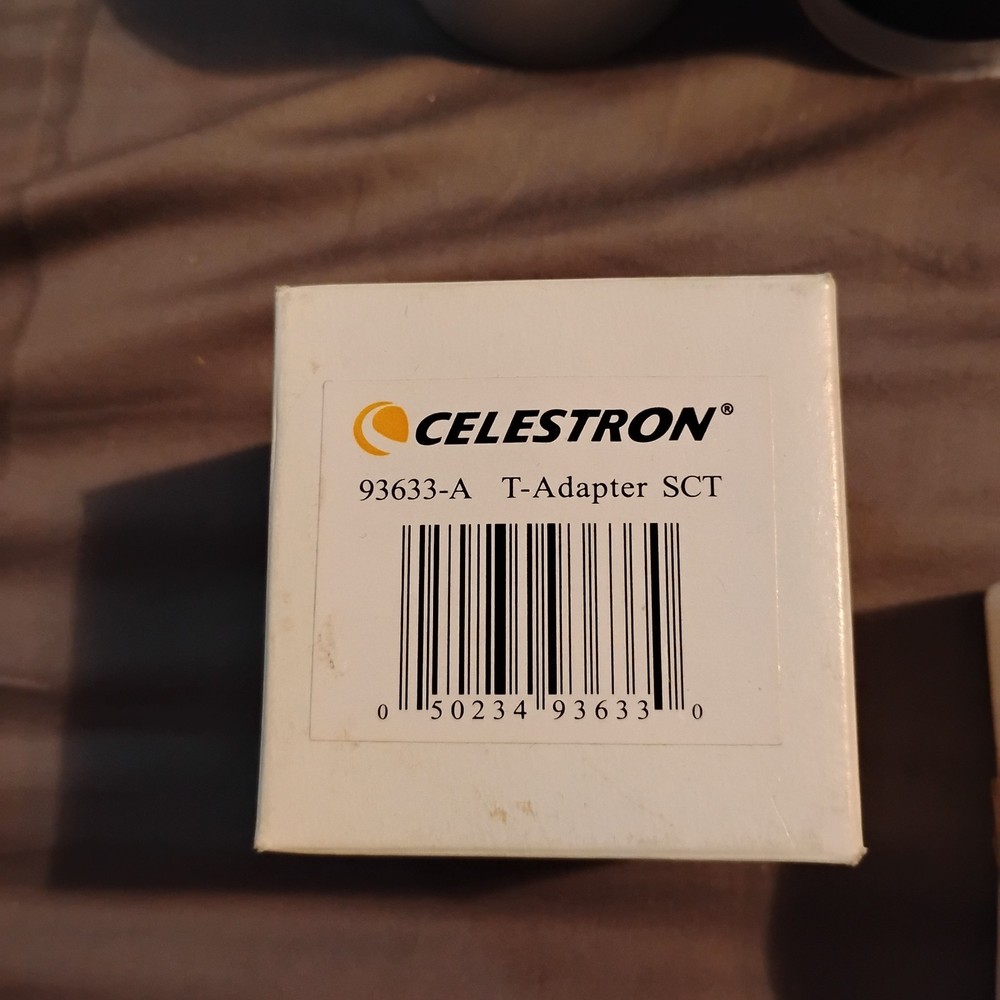 CELESTRON®
93633-A T-Adapter SCT
0 50234 93633 0